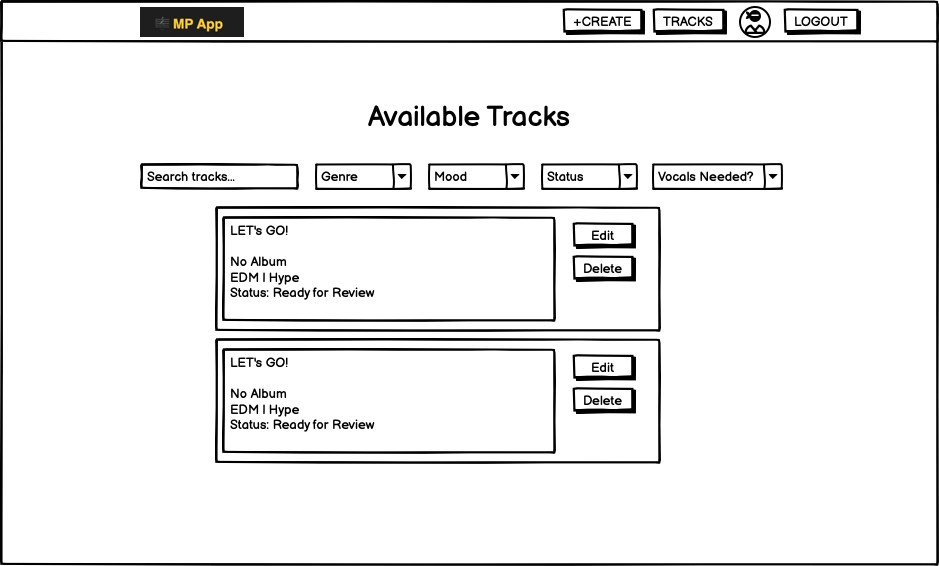 MP App
+CREATE
TRACKS
LOGOUT
Available Tracks
Search tracks...
Genre
Mood
Status
Vocals Needed?
LET's GO!
No Album
EDM | Hype
Status: Ready for Review
Edit
Delete
LET's GO!
No Album
EDM | Hype
Status: Ready for Review
Edit
Delete